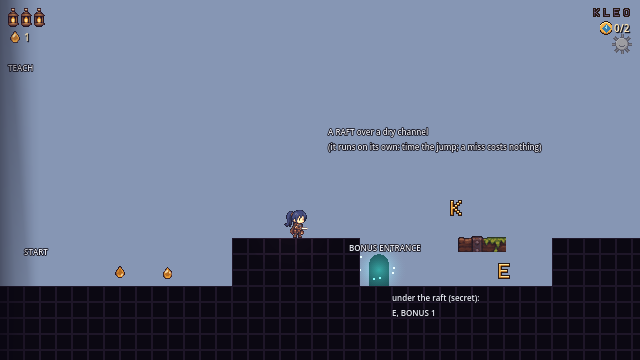 KLEO
1
0/2
TEACH
A RAFT over a dry channel
(it runs on its own: time the jump; a miss costs nothing)
K
START
BONUS ENTRANCE
E
under the raft (secret):
E, BONUS 1